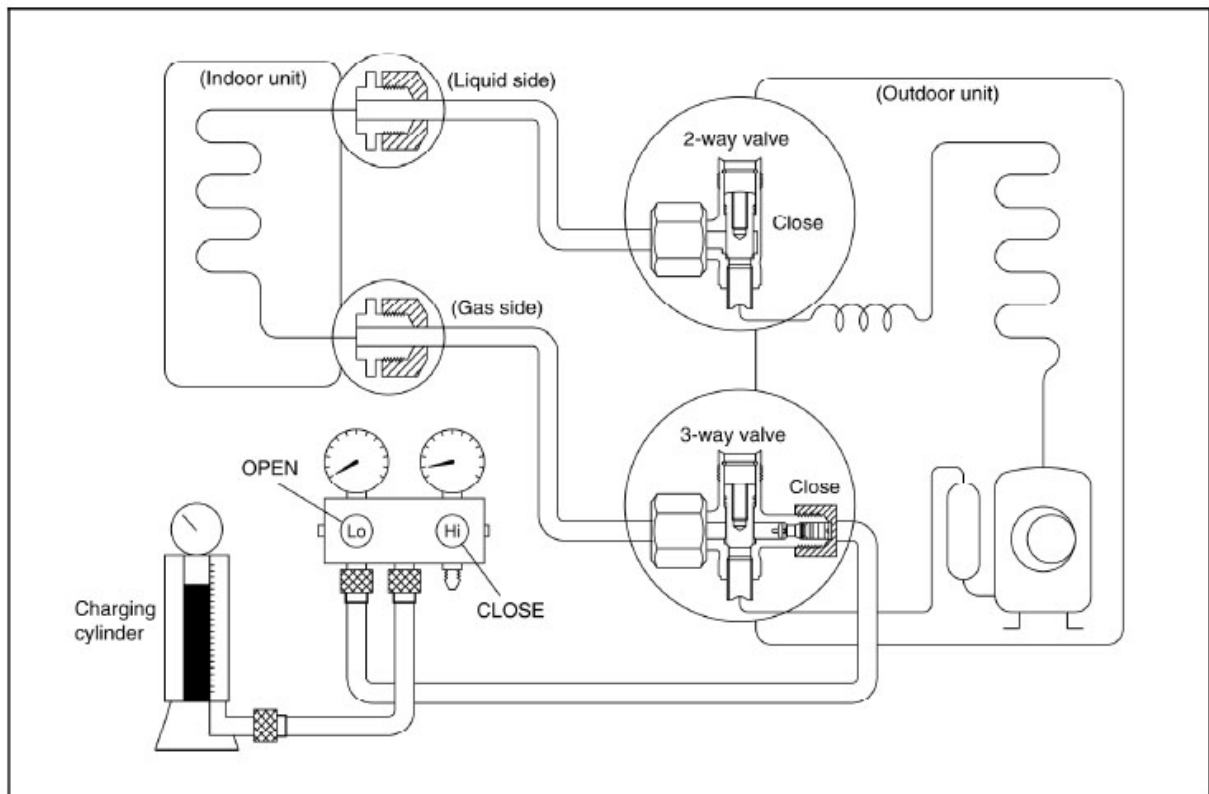 (Indoor unit)
(Liquid side)
(Outdoor unit)
2-way valve
Close
(Gas side)
3-way valve
Close
OPEN
Lo
Hi
CLOSE
Charging
cylinder